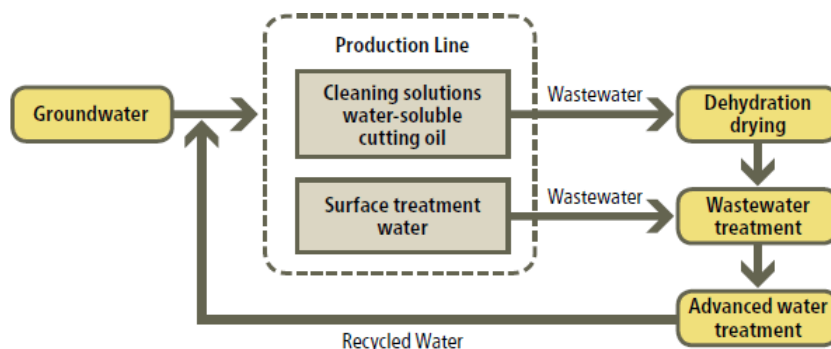 Production Line
Groundwater
Cleaning solutions
water-soluble
cutting oil
Wastewater
Dehydration
drying
Surface treatment
water
Wastewater
Wastewater
treatment
Advanced water
treatment
Recycled Water